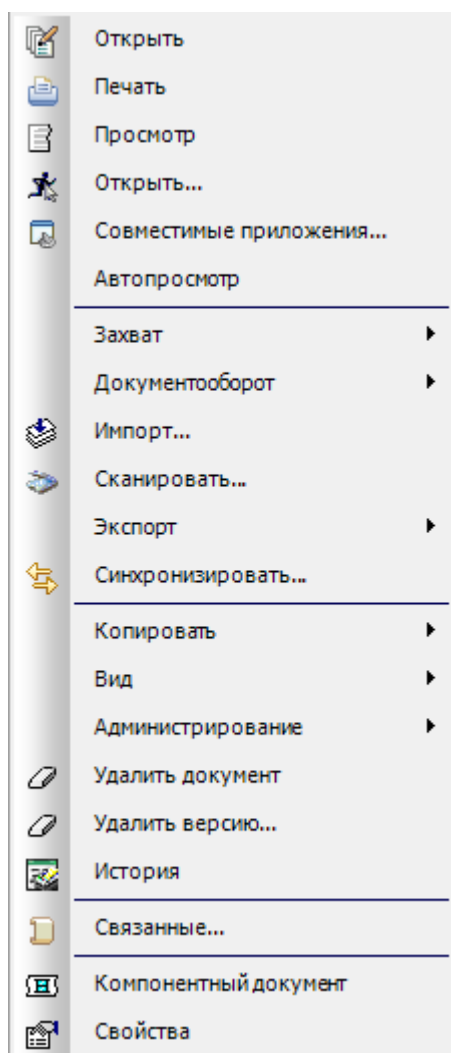 Открыть
Печать
Просмотр
Открыть...
Совместимые приложения...
Автопросмотр
Захват
Документооборот
Импорт...
Сканировать...
Экспорт
Синхронизировать...
Копировать
Вид
Администрирование
Удалить документ
Удалить версию...
История
Связанные...
Компонентный документ
Свойства